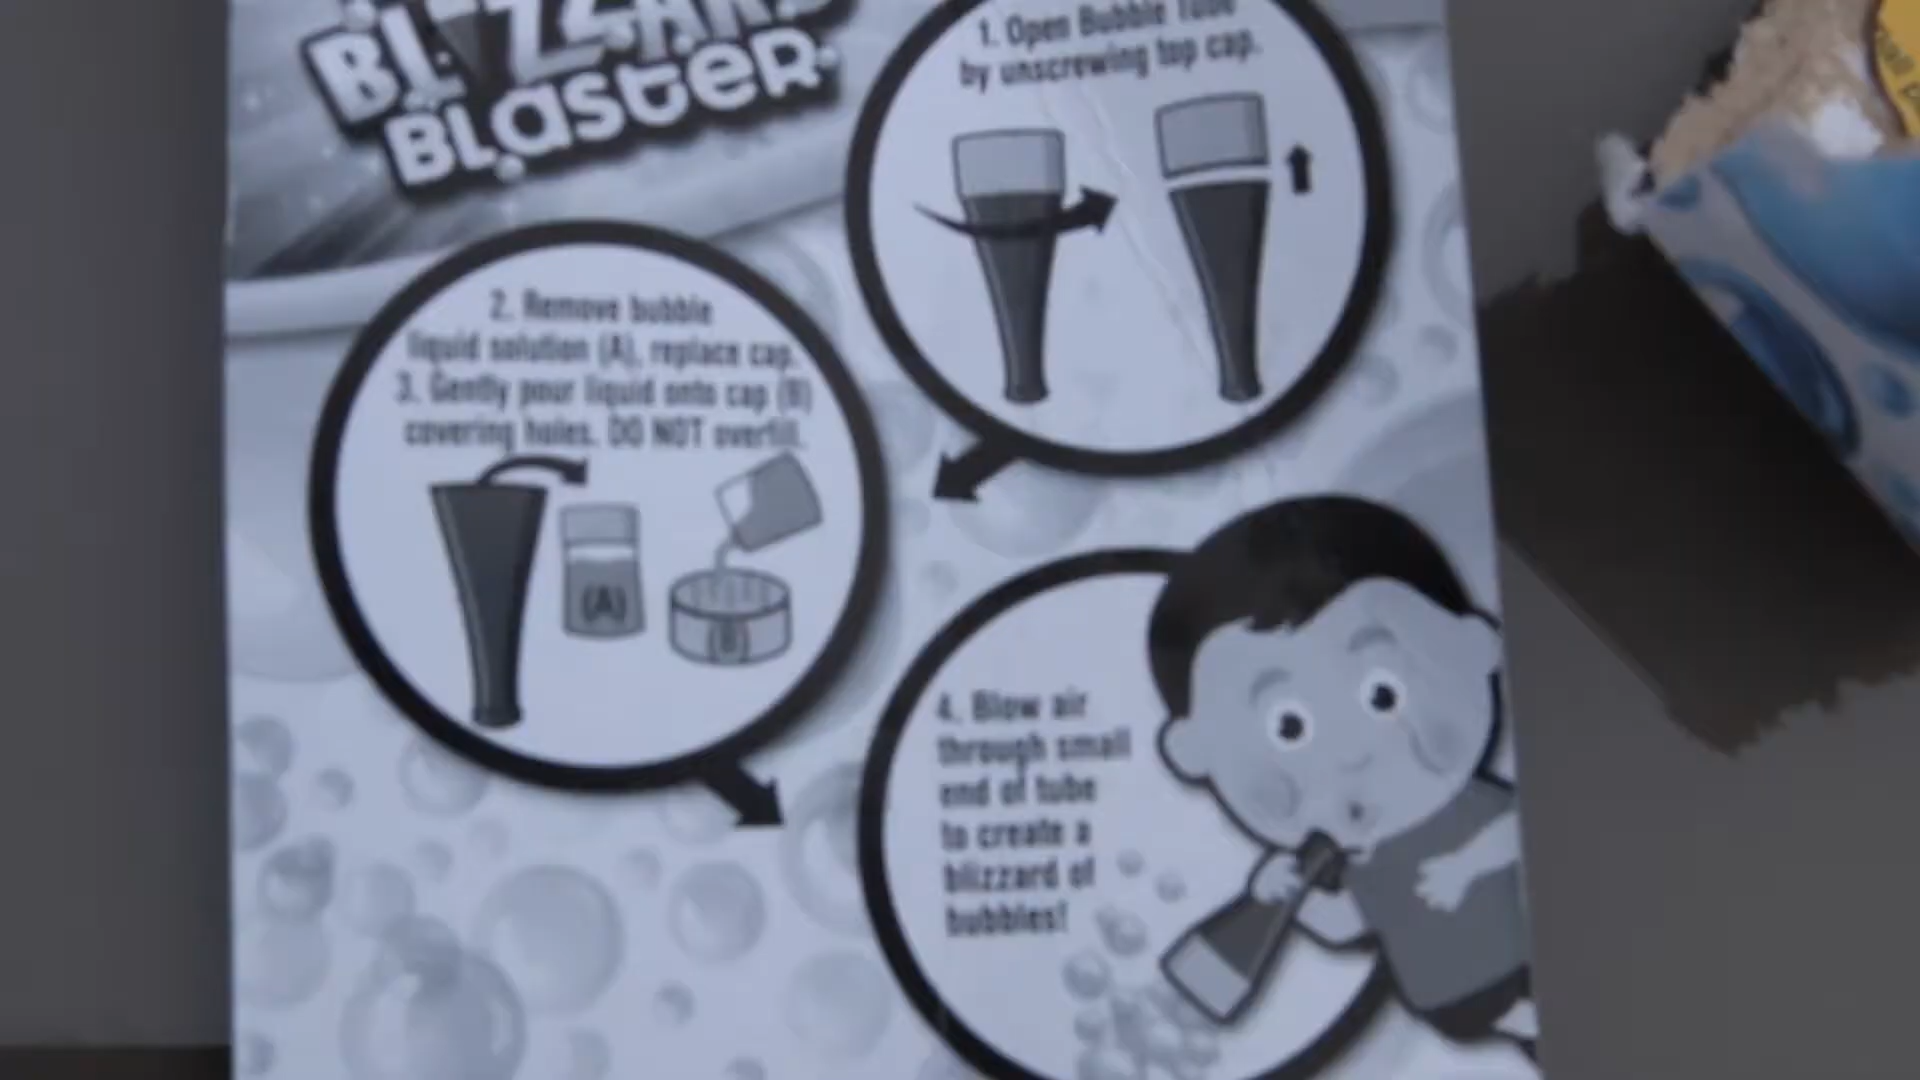 BLIZZARD
BLASTER
1. Open Bubble Tube
by unscrewing top cap.
2. Remove bubble
liquid solution (A), replace cap.
3. Gently pour liquid onto cap (B)
covering holes. DO NOT overfill.
(A)
(B)
4. Blow air
through small
end of tube
to create a
blizzard of
bubbles!